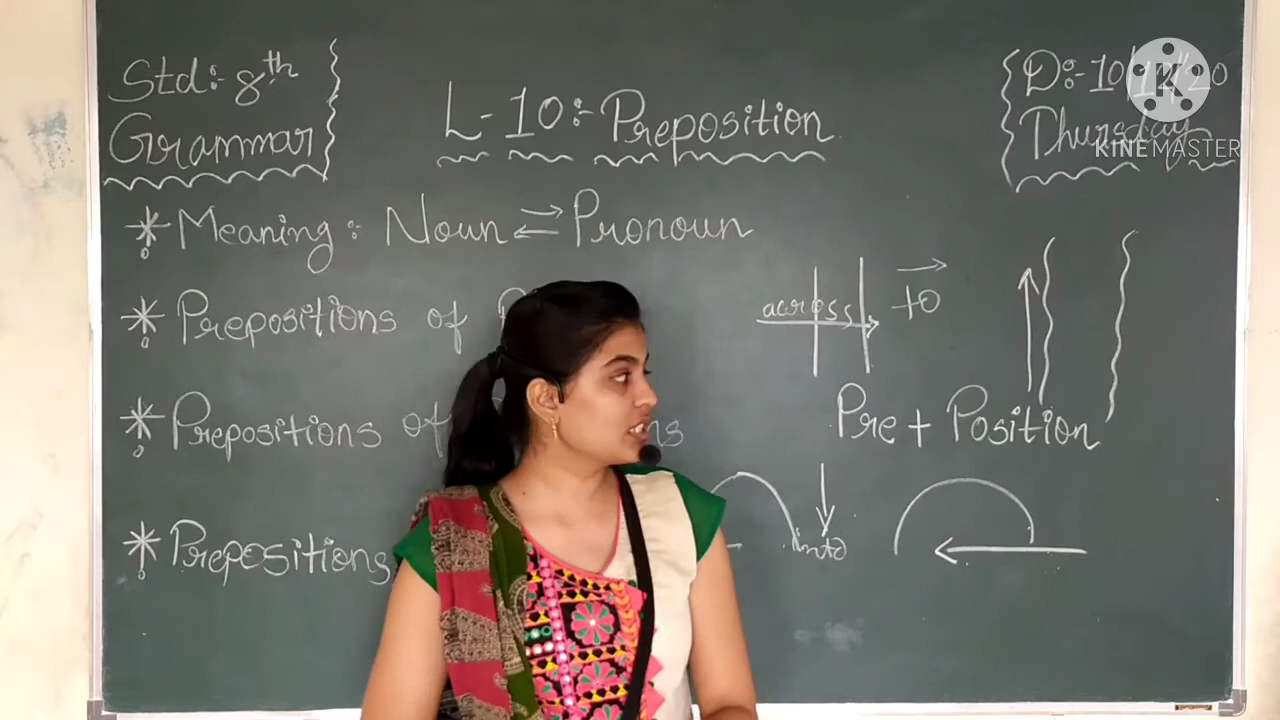 Std:- 8th
Grammar
L-10:- Preposition
Thursday
KINEMASTER
* Meaning: Noun ⇄ Pronoun
* Prepositions of
across
to
* Prepositions of
Pre + Position
* Prepositions
into